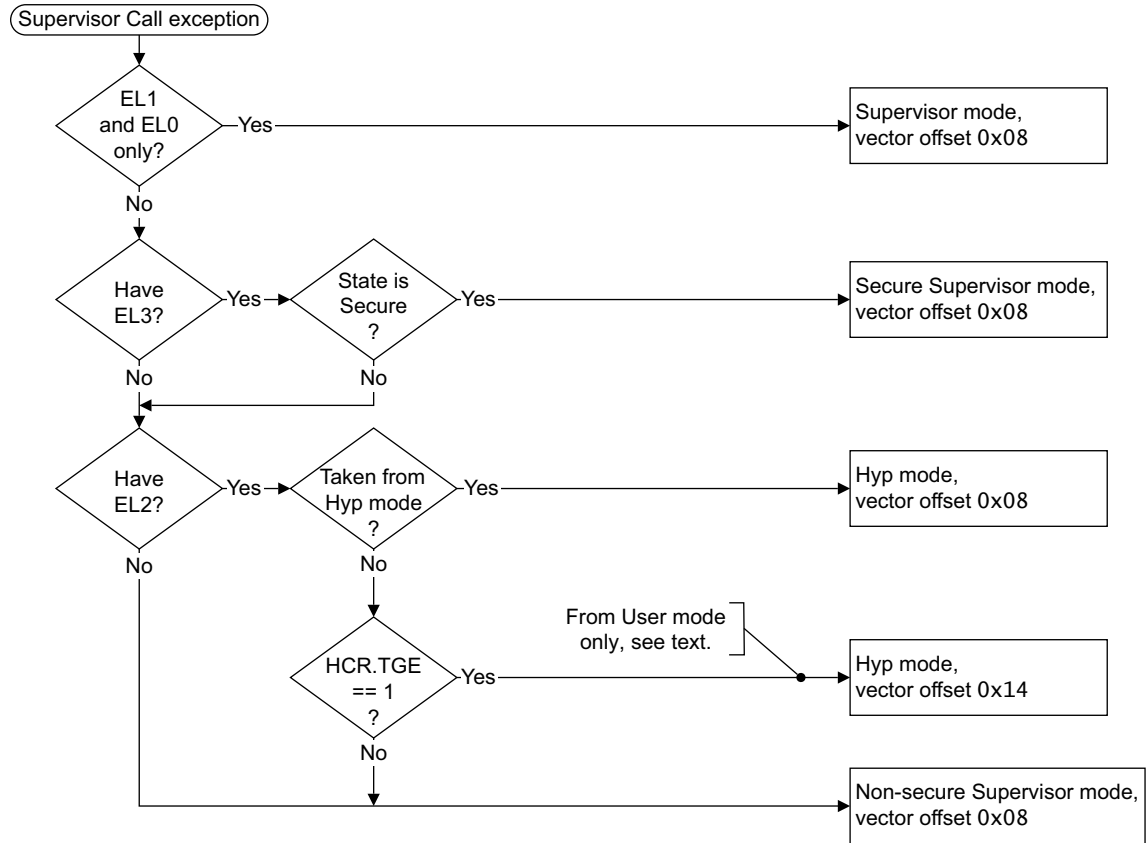 Supervisor Call exception
EL1
and EL0
only?
Yes
Supervisor mode,
vector offset 0x08
No
Have
EL3?
Yes
State is
Secure
?
Yes
Secure Supervisor mode,
vector offset 0x08
No
No
Have
EL2?
Yes
Taken from
Hyp mode
?
Yes
Hyp mode,
vector offset 0x08
No
No
From User mode
only, see text.
HCR.TGE
== 1
?
Yes
Hyp mode,
vector offset 0x14
No
Non-secure Supervisor mode,
vector offset 0x08